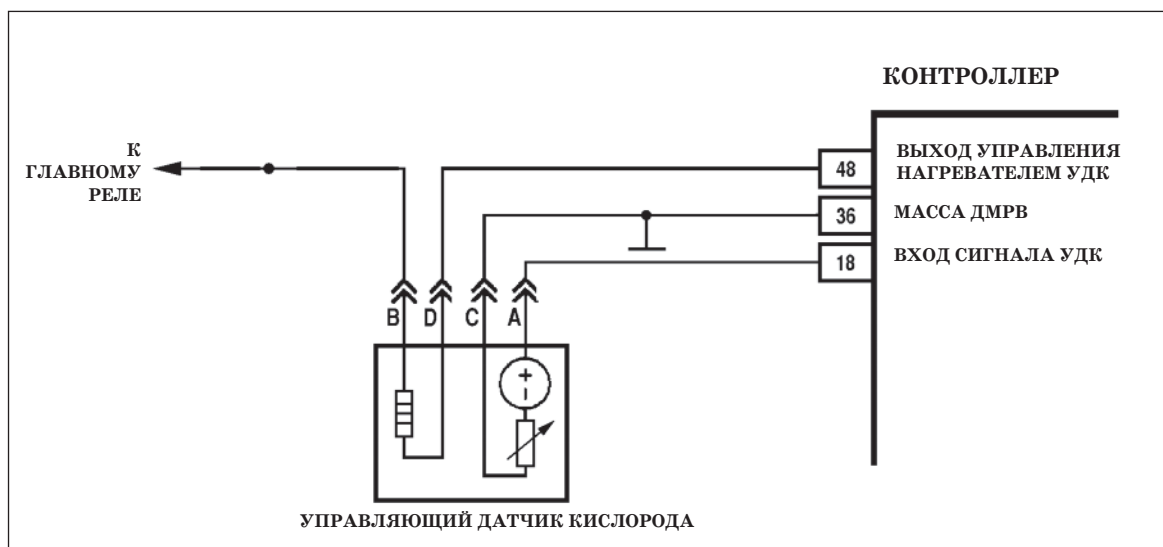 КОНТРОЛЛЕР
К
ГЛАВНОМУ
РЕЛЕ
48
ВЫХОД УПРАВЛЕНИЯ
НАГРЕВАТЕЛЕМ УДК
36
МАССА ДМРВ
18
ВХОД СИГНАЛА УДК
B D C A
+
−
УПРАВЛЯЮЩИЙ ДАТЧИК КИСЛОРОДА